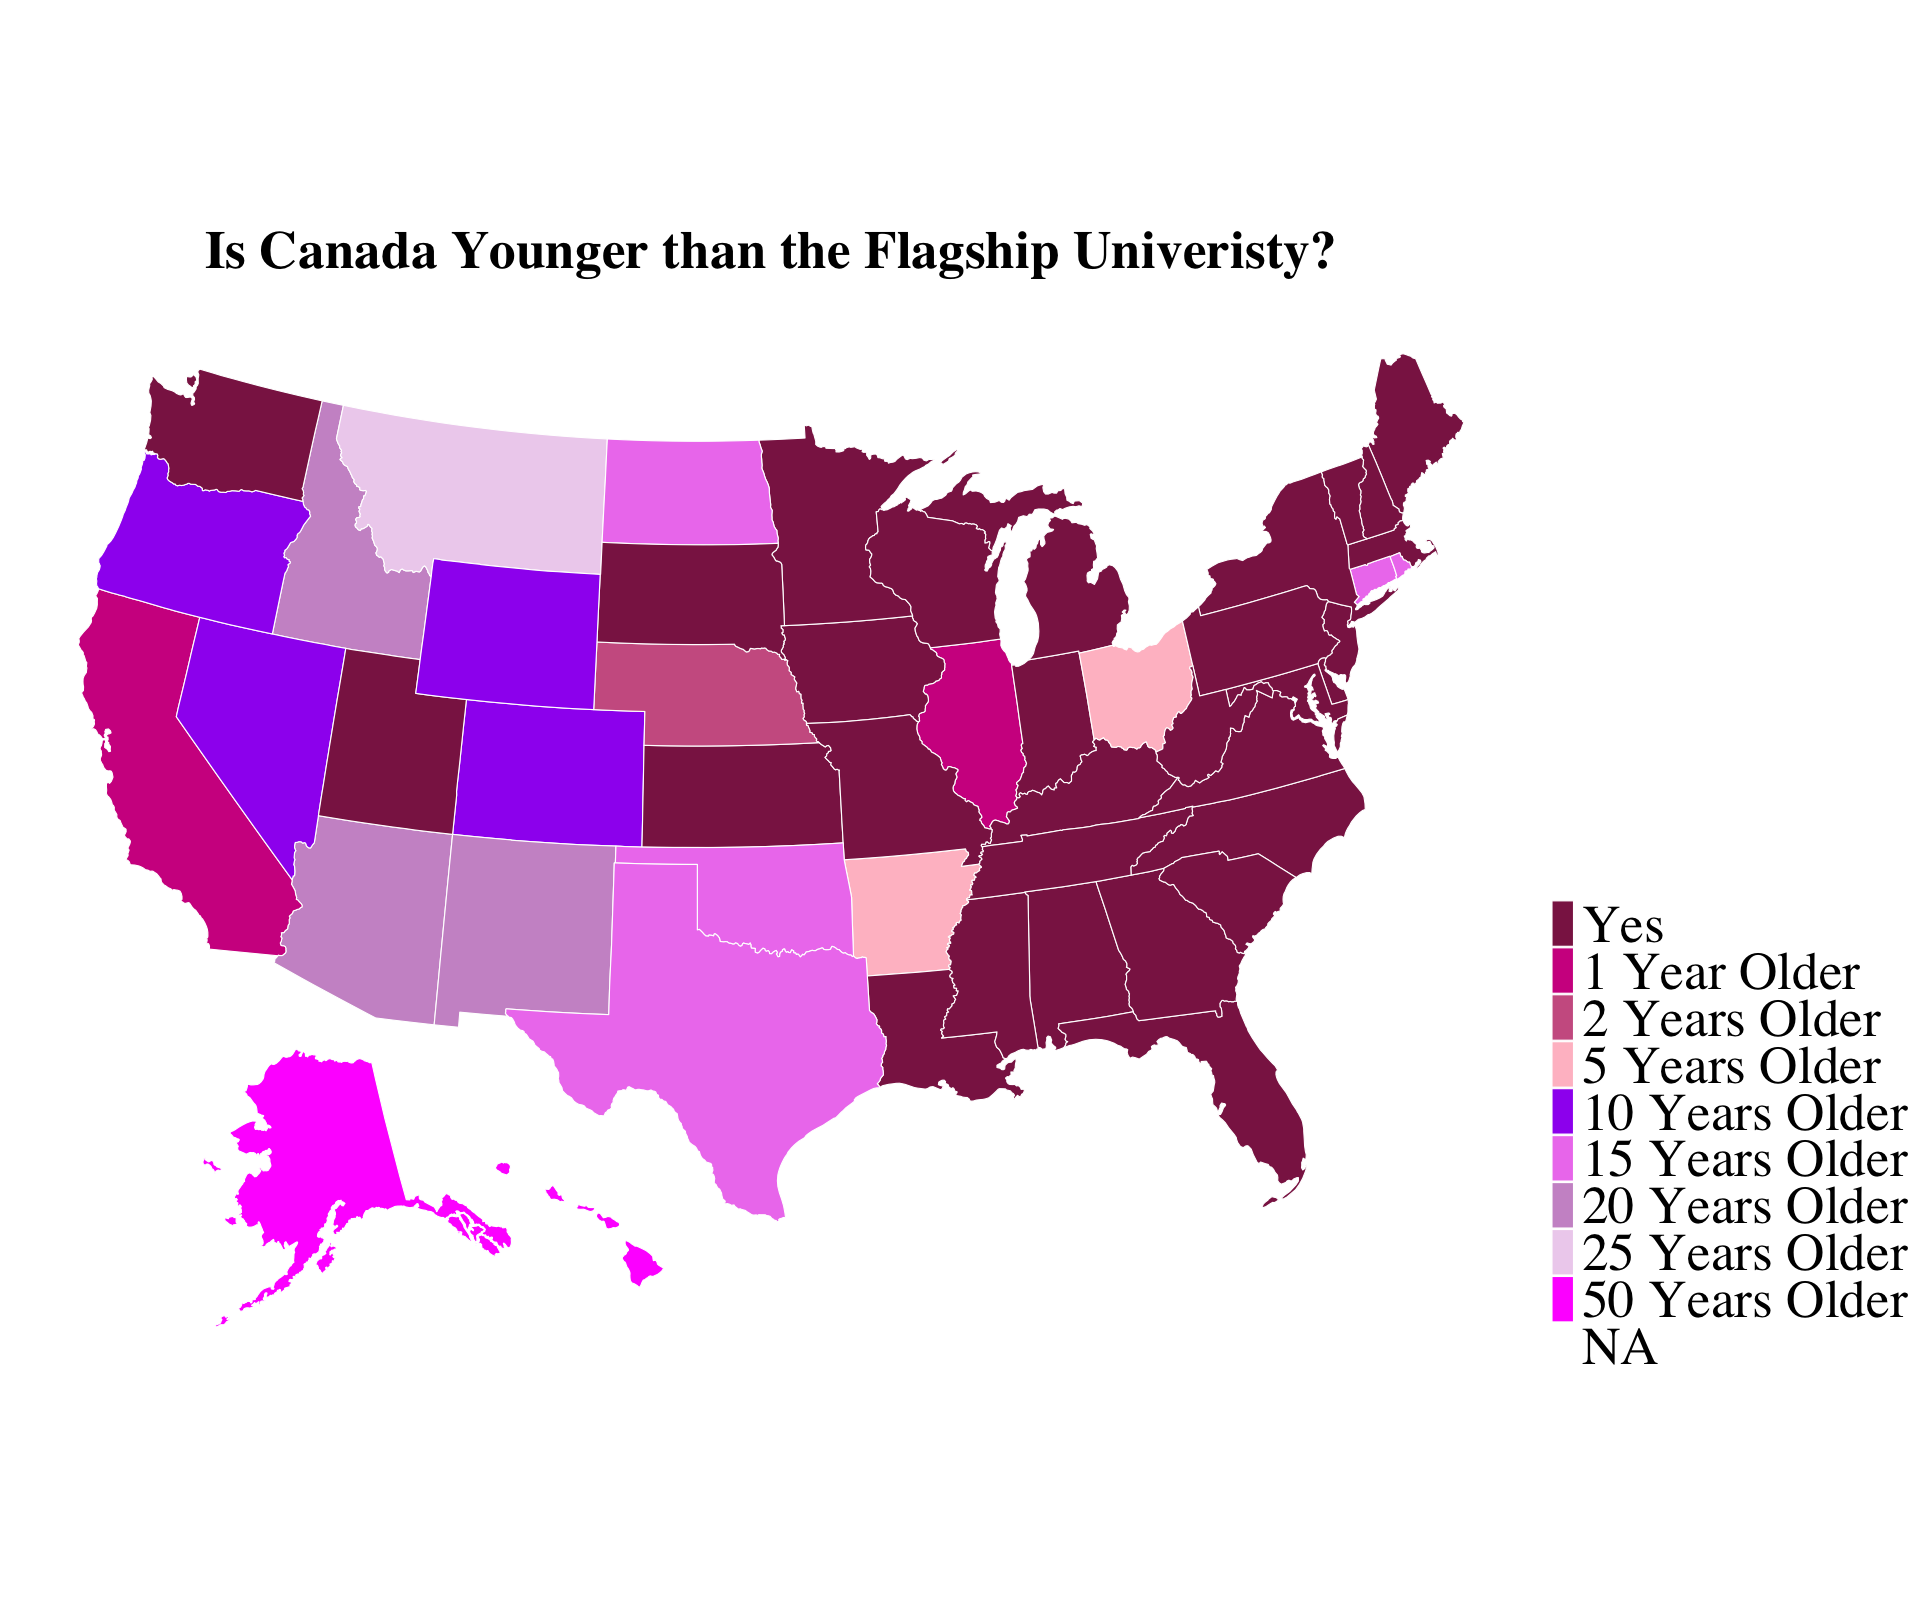 Is Canada Younger than the Flagship Univeristy?
Yes
1 Year Older
2 Years Older
5 Years Older
10 Years Older
15 Years Older
20 Years Older
25 Years Older
50 Years Older
NA